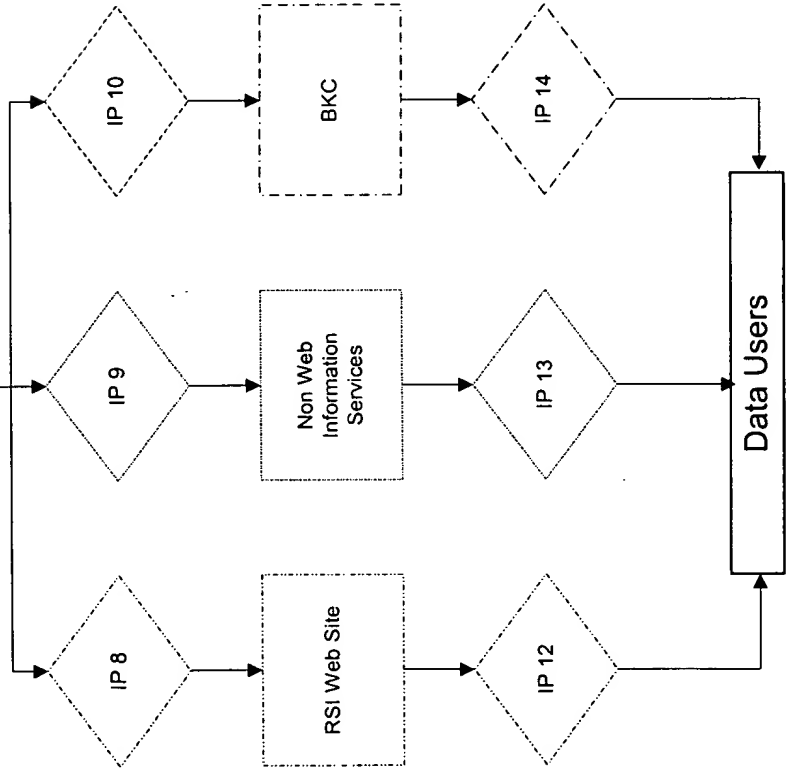 IP 8
IP 9
IP 10
RSI Web Site
Non Web
Information
Services
BKC
IP 12
IP 13
IP 14
Data Users